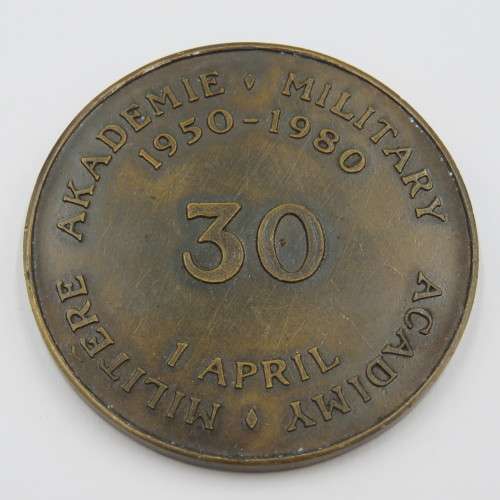 MILITÊRE AKADEMIE ◊ MILITARY ACADIMY ◊
1950-1980
30
1 APRIL